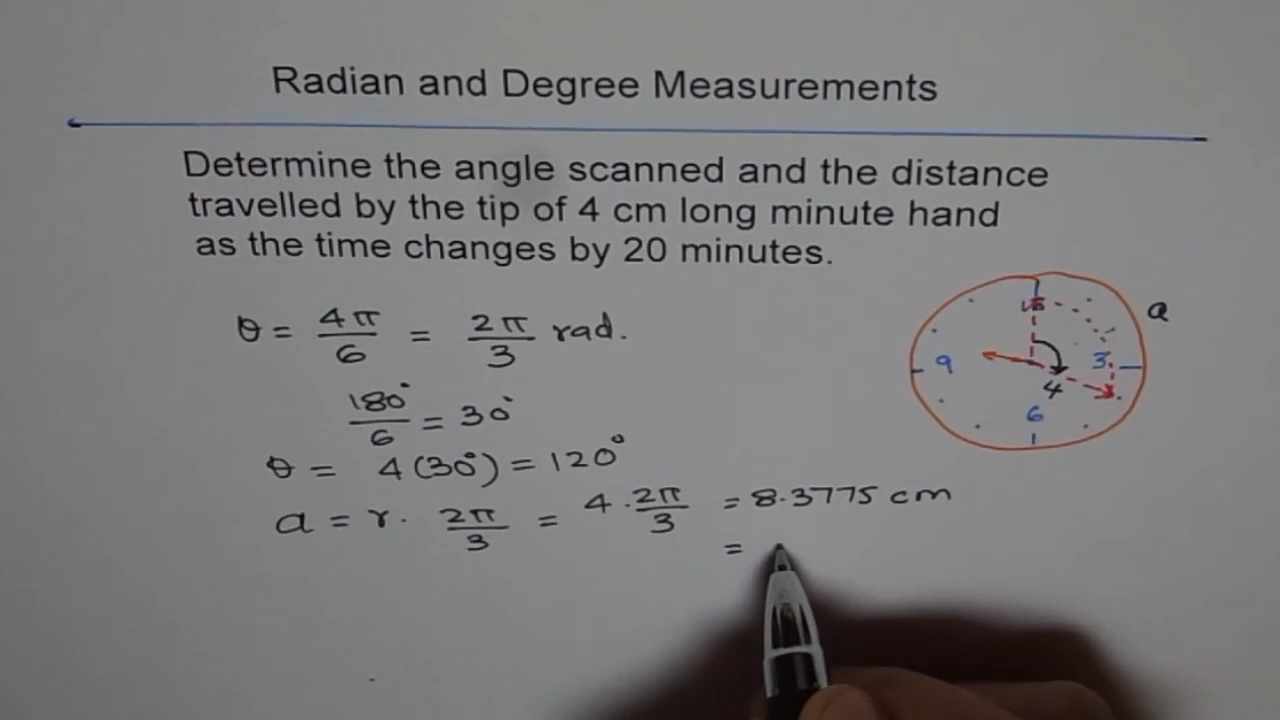 Radian and Degree Measurements
Determine the angle scanned and the distance
travelled by the tip of 4 cm long minute hand
as the time changes by 20 minutes.
θ = 4π/6 = 2π/3 rad.
180°/6 = 30°
θ = 4(30°) = 120°
a = r. 2π/3 = 4 . 2π/3 = 8.3775 cm
=
a
9
3
4
6